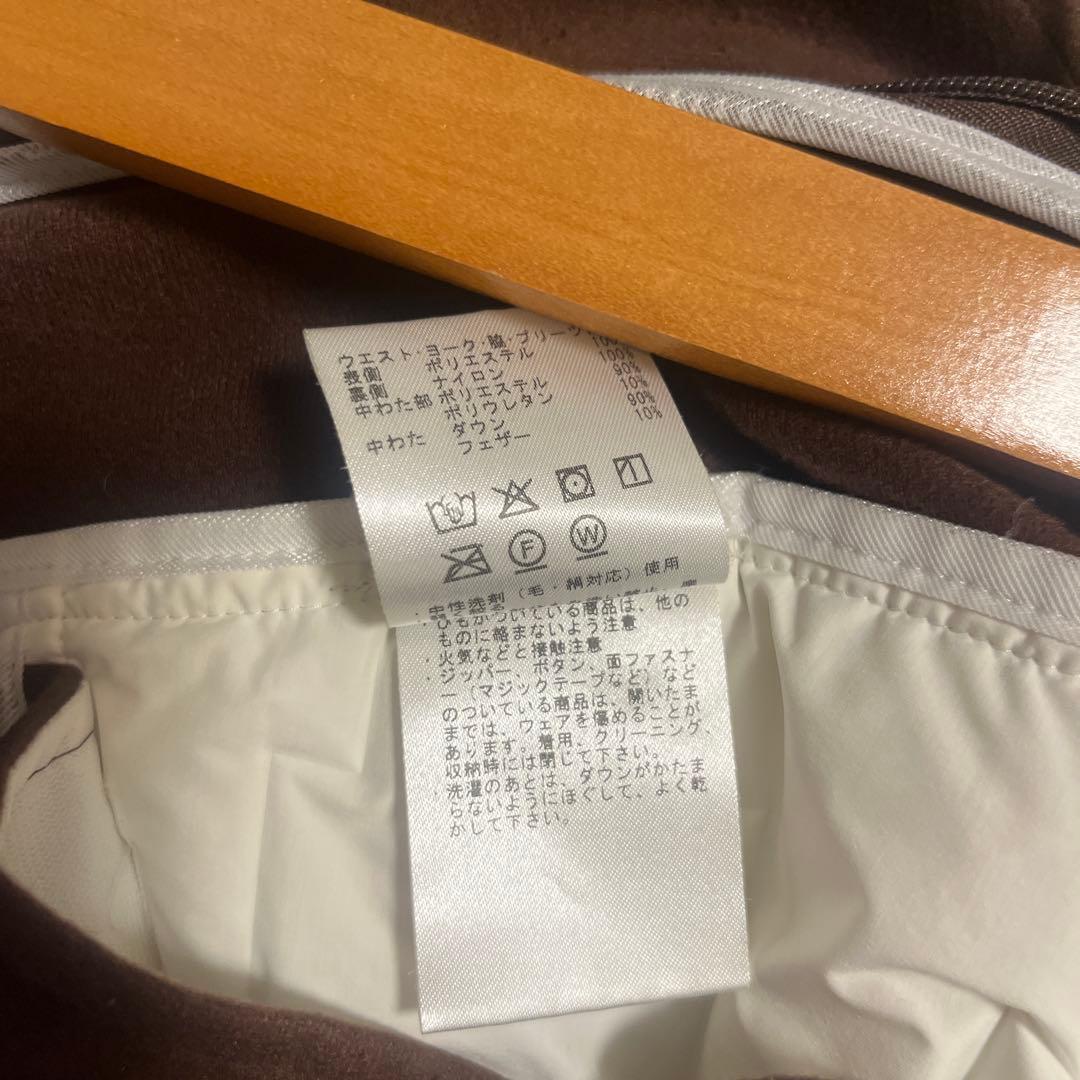 ウエスト・ヨーク・脇・プリーツ
表側 ポリエステル 100%
裏側 ナイロン 100%
中わた部 ポリエステル 90%
ポリウレタン 10%
中わた ダウン 90%
フェザー 10%
F W
・中性洗剤（毛・絹対応）使用
・ひもがついている商品は、他の
ものに絡まないよう注意
・火気などと接触注意
・ジッパー、ボタン、面ファスナ
ー（マジックテープなど）など
のついている商品は、開いたま
までは、ウェアを傷めることが
あります。着用、クリーニング、
収納時には閉じて下さい。
・洗濯のあとは、ダウンがかたま
らないようにほぐして、よく乾
かして下さい。